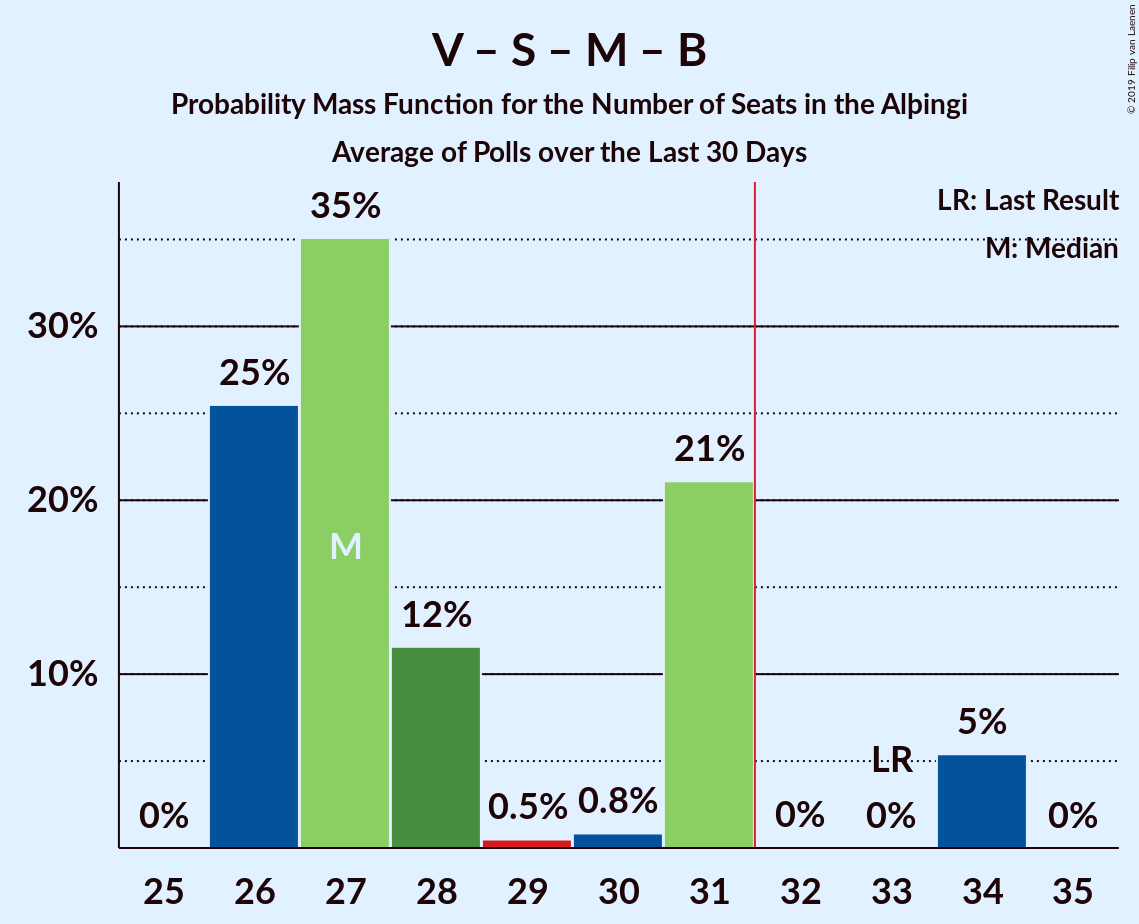 V – S – M – B
Probability Mass Function for the Number of Seats in the Alþingi
Average of Polls over the Last 30 Days
© 2019 Filip van Laenen
LR: Last Result
M: Median
35%
30%
25%
21%
20%
M
12%
10%
5%
LR
0%
0.5%
0.8%
0%
0%
0%
25 26 27 28 29 30 31 32 33 34 35